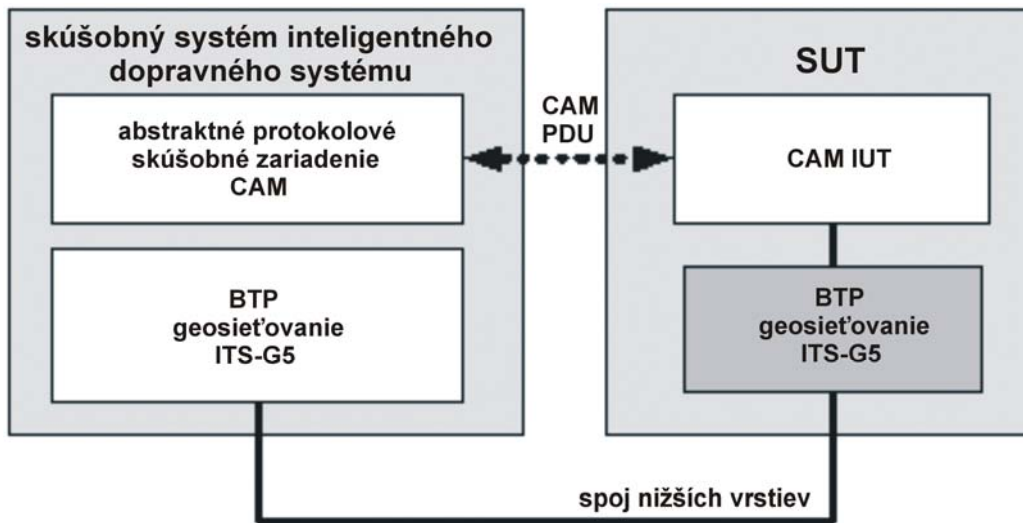 skúšobný systém inteligentného
dopravného systému
abstraktné protokolové
skúšobné zariadenie
CAM
BTP
geosieťovanie
ITS-G5
CAM
PDU
SUT
CAM IUT
BTP
geosieťovanie
ITS-G5
spoj nižších vrstiev